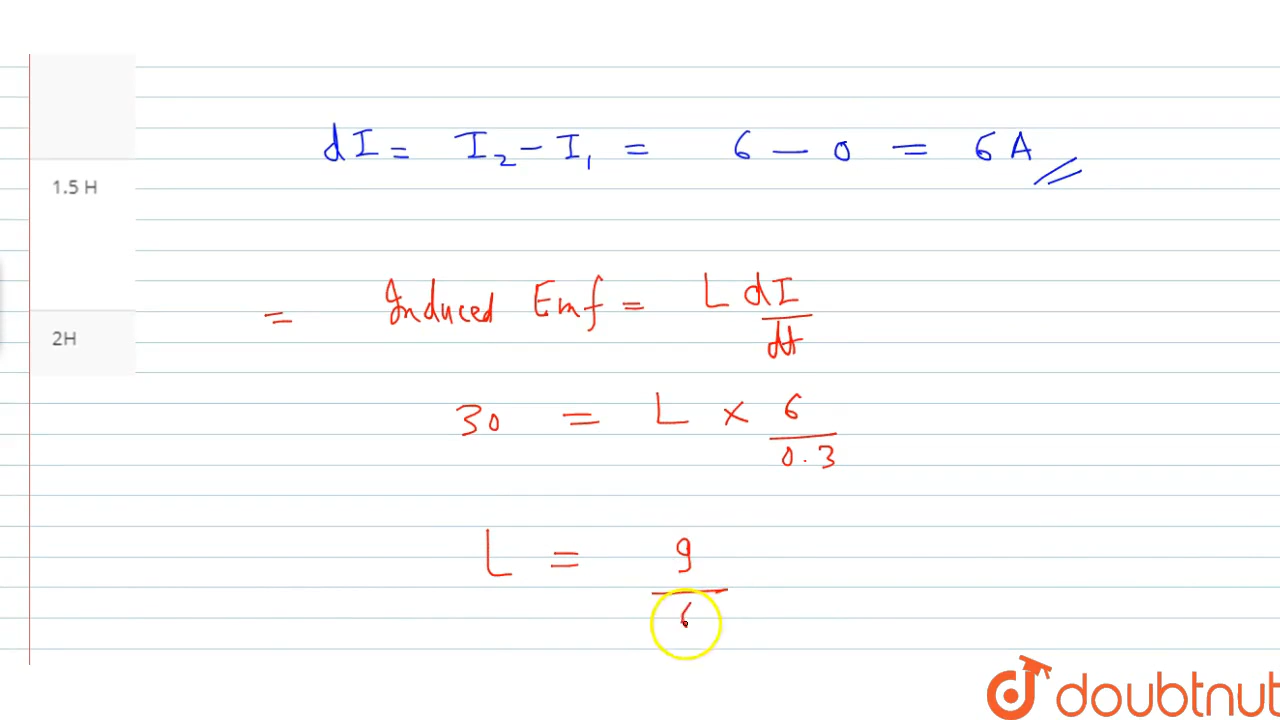 dI = I₂ - I₁ = 6 - 0 = 6A
1.5 H
= Induced Emf = L dI/dt
2H
30 = L × 6/0.3
L = 9/6
doubtnut